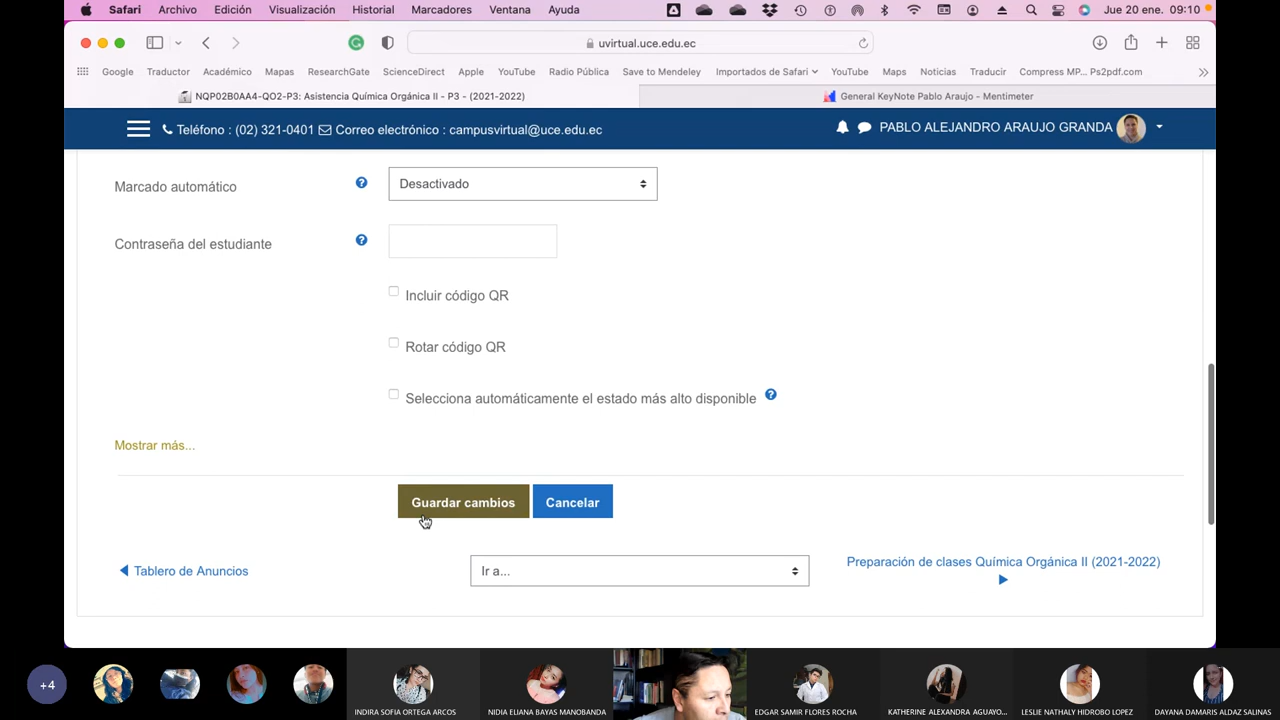 Safari Archivo Edición Visualización Historial Marcadores Ventana Ayuda Jue 20 ene. 09:10
uvirtual.uce.edu.ec
Google Traductor Académico Mapas ResearchGate ScienceDirect Apple YouTube Radio Pública Save to Mendeley Importados de Safari YouTube Maps Noticias Traducir Compress MP... Ps2pdf.com
NQP02B0AA4-QO2-P3: Asistencia Química Orgánica II - P3 - (2021-2022) General KeyNote Pablo Araujo - Mentimeter
Teléfono : (02) 321-0401 Correo electrónico : campusvirtual@uce.edu.ec PABLO ALEJANDRO ARAUJO GRANDA
Marcado automático Desactivado
Contraseña del estudiante
Incluir código QR
Rotar código QR
Selecciona automáticamente el estado más alto disponible
Mostrar más...
Guardar cambios Cancelar
Tablero de Anuncios Ir a... Preparación de clases Química Orgánica II (2021-2022)
+4
INDIRA SOFIA ORTEGA ARCOS NIDIA ELIANA BAYAS MANOBANDA EDGAR SAMIR FLORES ROCHA KATHERINE ALEXANDRA AGUAYO... LESLIE NATHALY HIDROBO LOPEZ DAYANA DAMARIS ALDAZ SALINAS